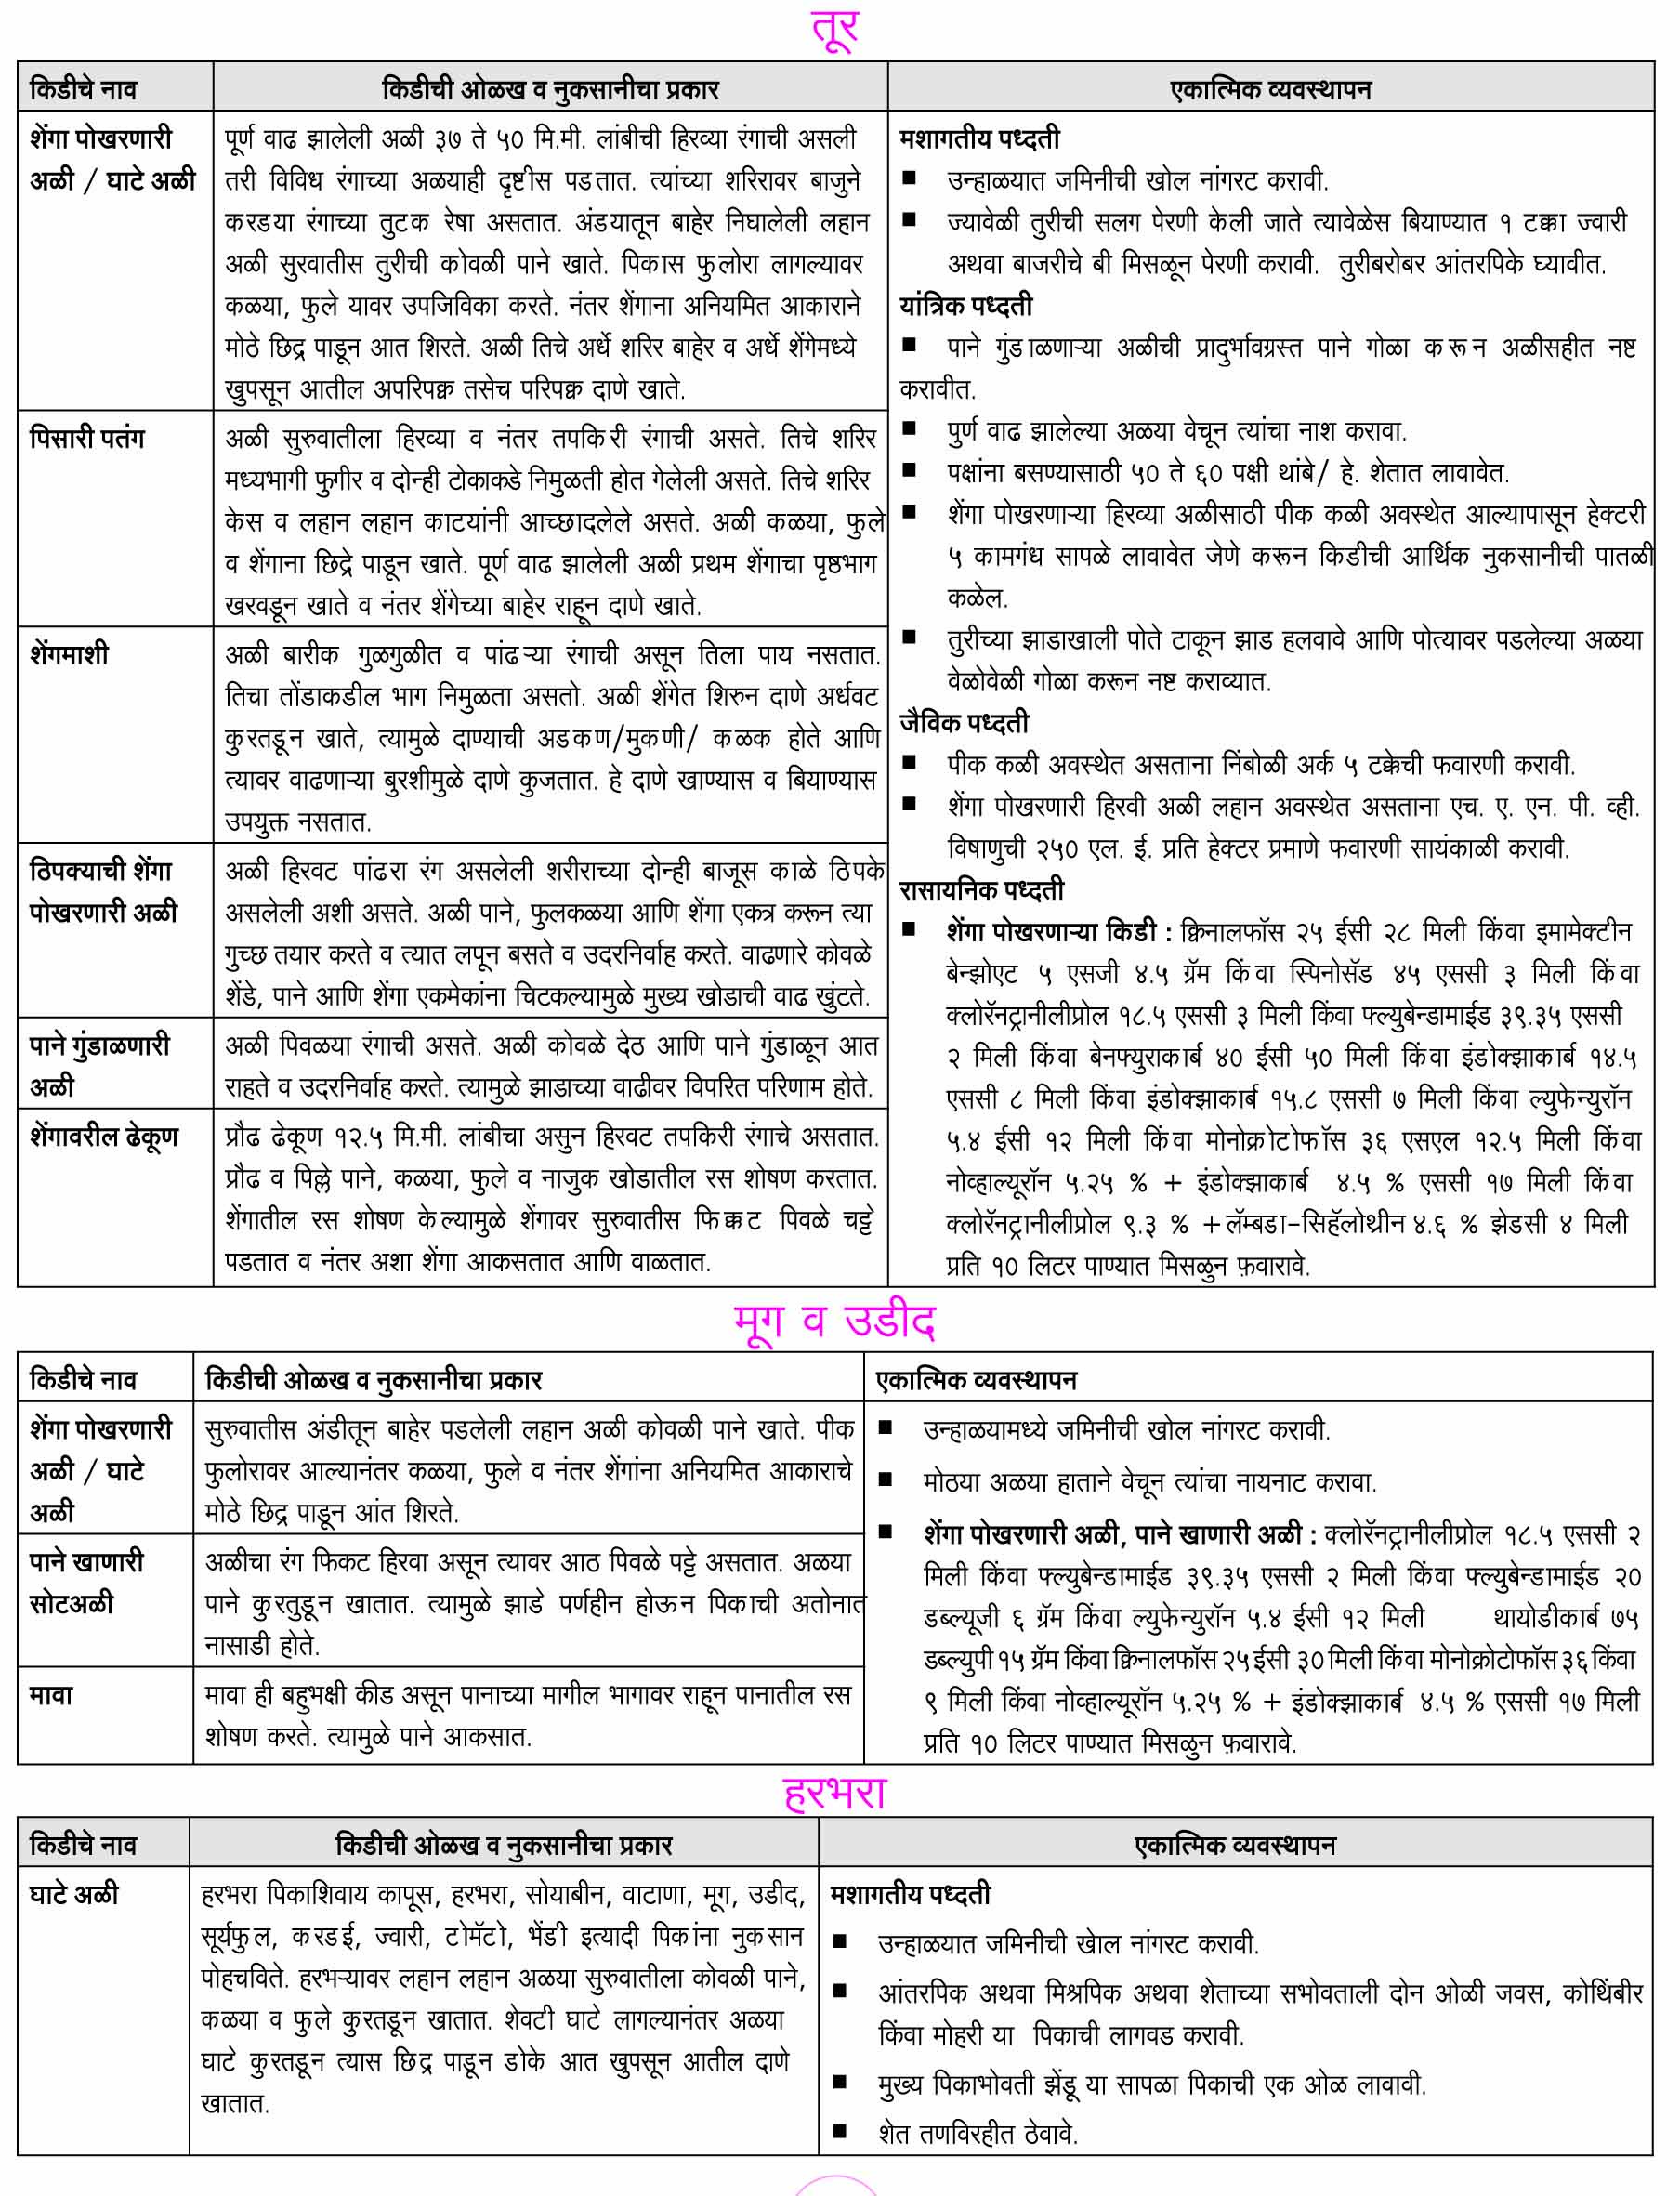 तूर
किडीचे नाव
किडीची ओळख व नुकसानीचा प्रकार
एकात्मिक व्यवस्थापन
शेंगा पोखरणारी
अळी / घाटे अळी
पूर्ण वाढ झालेली अळी ३७ ते ५० मि.मी. लांबीची हिरव्या रंगाची असली
तरी विविध रंगाच्या अळयाही दृष्टीस पडतात. त्यांच्या शरिरावर बाजुने
करडया रंगाच्या तुटक रेषा असतात. अंडयातून बाहेर निघालेली लहान
अळी सुरवातीस तुरीची कोवळी पाने खाते. पिकास फुलोरा लागल्यावर
कळया, फुले यावर उपजिविका करते. नंतर शेंगाना अनियमित आकाराने
मोठे छिद्र पाडून आत शिरते. अळी तिचे अर्धे शरिर बाहेर व अर्धे शेंगेमध्ये
खुपसून आतील अपरिपक्व तसेच परिपक्व दाणे खाते.
पिसारी पतंग
अळी सुरुवातीला हिरव्या व नंतर तपकिरी रंगाची असते. तिचे शरिर
मध्यभागी फुगीर व दोन्ही टोकाकडे निमुळती होत गेलेली असते. तिचे शरिर
केस व लहान लहान काटयांनी आच्छादलेले असते. अळी कळया, फुले
व शेंगाना छिद्रे पाडून खाते. पूर्ण वाढ झालेली अळी प्रथम शेंगाचा पृष्ठभाग
खरवडून खाते व नंतर शेंगेच्या बाहेर राहून दाणे खाते.
शेंगमाशी
अळी बारीक गुळगुळीत व पांढऱ्या रंगाची असून तिला पाय नसतात.
तिचा तोंडाकडील भाग निमुळता असतो. अळी शेंगेत शिरुन दाणे अर्धवट
कुरतडून खाते, त्यामुळे दाण्याची अडकण/मुकणी/ कळक होते आणि
त्यावर वाढणाऱ्या बुरशीमुळे दाणे कुजतात. हे दाणे खाण्यास व बियाण्यास
उपयुक्त नसतात.
ठिपक्याची शेंगा
पोखरणारी अळी
अळी हिरवट पांढरा रंग असलेली शरीराच्या दोन्ही बाजूस काळे ठिपके
असलेली अशी असते. अळी पाने, फुलकळया आणि शेंगा एकत्र करून त्या
गुच्छ तयार करते व त्यात लपून बसते व उदरनिर्वाह करते. वाढणारे कोवळे
शेंडे, पाने आणि शेंगा एकमेकांना चिटकल्यामुळे मुख्य खोडाची वाढ खुंटते.
पाने गुंडाळणारी
अळी
अळी पिवळया रंगाची असते. अळी कोवळे देठ आणि पाने गुंडाळून आत
राहते व उदरनिर्वाह करते. त्यामुळे झाडाच्या वाढीवर विपरित परिणाम होते.
शेंगावरील ढेकूण
प्रौढ ढेकूण १२.५ मि.मी. लांबीचा असुन हिरवट तपकिरी रंगाचे असतात.
प्रौढ व पिल्ले पाने, कळया, फुले व नाजुक खोडातील रस शोषण करतात.
शेंगातील रस शोषण केल्यामुळे शेंगावर सुरुवातीस फिक्कट पिवळे चट्टे
पडतात व नंतर अशा शेंगा आकसतात आणि वाळतात.
मशागतीय पध्दती
■ उन्हाळयात जमिनीची खोल नांगरट करावी.
■ ज्यावेळी तुरीची सलग पेरणी केली जाते त्यावेळेस बियाण्यात १ टक्का ज्वारी
अथवा बाजरीचे बी मिसळून पेरणी करावी. तुरीबरोबर आंतरपिके घ्यावीत.
यांत्रिक पध्दती
■ पाने गुंडाळणाऱ्या अळीची प्रादुर्भावग्रस्त पाने गोळा करून अळीसहीत नष्ट
करावीत.
■ पुर्ण वाढ झालेल्या अळया वेचून त्यांचा नाश करावा.
■ पक्षांना बसण्यासाठी ५० ते ६० पक्षी थांबे/ हे. शेतात लावावेत.
■ शेंगा पोखरणाऱ्या हिरव्या अळीसाठी पीक कळी अवस्थेत आल्यापासून हेक्टरी
५ कामगंध सापळे लावावेत जेणे करून किडीची आर्थिक नुकसानीची पातळी
कळेल.
■ तुरीच्या झाडाखाली पोते टाकून झाड हलवावे आणि पोत्यावर पडलेल्या अळया
वेळोवेळी गोळा करून नष्ट कराव्यात.
जैविक पध्दती
■ पीक कळी अवस्थेत असताना निंबोळी अर्क ५ टक्केची फवारणी करावी.
■ शेंगा पोखरणारी हिरवी अळी लहान अवस्थेत असताना एच. ए. एन. पी. व्ही.
विषाणुची २५० एल. ई. प्रति हेक्टर प्रमाणे फवारणी सायंकाळी करावी.
रासायनिक पध्दती
■ शेंगा पोखरणाऱ्या किडी : क्विनालफॉस २५ ईसी २८ मिली किंवा इमामेक्टीन
बेन्झोएट ५ एसजी ४.५ ग्रॅम किंवा स्पिनोसॅड ४५ एससी ३ मिली किंवा
क्लोरॅनट्रानीलीप्रोल १८.५ एससी ३ मिली किंवा फ्ल्युबेन्डामाईड ३९.३५ एससी
२ मिली किंवा बेनफ्युराकार्ब ४० ईसी ५० मिली किंवा इंडोक्झाकार्ब १४.५
एससी ८ मिली किंवा इंडोक्झाकार्ब १५.८ एससी ७ मिली किंवा ल्युफेन्युरॉन
५.४ ईसी १२ मिली किंवा मोनोक्रोटोफॉस ३६ एसएल १२.५ मिली किंवा
नोव्हाल्यूरॉन ५.२५ % + इंडोक्झाकार्ब ४.५ % एससी १७ मिली किंवा
क्लोरॅनट्रानीलीप्रोल ९.३ % +लॅम्बडा-सिहॅलोथ्रीन ४.६ % झेडसी ४ मिली
प्रति १० लिटर पाण्यात मिसळुन फ़वारावे.
मूग व उडीद
किडीचे नाव
किडीची ओळख व नुकसानीचा प्रकार
एकात्मिक व्यवस्थापन
शेंगा पोखरणारी
अळी / घाटे
अळी
सुरुवातीस अंडीतून बाहेर पडलेली लहान अळी कोवळी पाने खाते. पीक
फुलोरावर आल्यानंतर कळया, फुले व नंतर शेंगांना अनियमित आकाराचे
मोठे छिद्र पाडून आंत शिरते.
पाने खाणारी
सोटअळी
अळीचा रंग फिकट हिरवा असून त्यावर आठ पिवळे पट्टे असतात. अळया
पाने कुरतुडून खातात. त्यामुळे झाडे पर्णहीन होऊन पिकाची अतोनात
नासाडी होते.
मावा
मावा ही बहुभक्षी कीड असून पानाच्या मागील भागावर राहून पानातील रस
शोषण करते. त्यामुळे पाने आकसात.
■ उन्हाळयामध्ये जमिनीची खोल नांगरट करावी.
■ मोठया अळया हाताने वेचून त्यांचा नायनाट करावा.
■ शेंगा पोखरणारी अळी, पाने खाणारी अळी : क्लोरॅनट्रानीलीप्रोल १८.५ एससी २
मिली किंवा फ्ल्युबेन्डामाईड ३९.३५ एससी २ मिली किंवा फ्ल्युबेन्डामाईड २०
डब्ल्यूजी ६ ग्रॅम किंवा ल्युफेन्युरॉन ५.४ ईसी १२ मिली थायोडीकार्ब ७५
डब्ल्युपी १५ ग्रॅम किंवा क्विनालफॉस २५ ईसी ३० मिली किंवा मोनोक्रोटोफॉस ३६ किंवा
९ मिली किंवा नोव्हाल्यूरॉन ५.२५ % + इंडोक्झाकार्ब ४.५ % एससी १७ मिली
प्रति १० लिटर पाण्यात मिसळुन फ़वारावे.
हरभरा
किडीचे नाव
किडीची ओळख व नुकसानीचा प्रकार
एकात्मिक व्यवस्थापन
घाटे अळी
हरभरा पिकाशिवाय कापूस, हरभरा, सोयाबीन, वाटाणा, मूग, उडीद,
सूर्यफुल, करडई, ज्वारी, टोमॅटो, भेंडी इत्यादी पिकांना नुकसान
पोहचविते. हरभऱ्यावर लहान लहान अळया सुरुवातीला कोवळी पाने,
कळया व फुले कुरतडून खातात. शेवटी घाटे लागल्यानंतर अळया
घाटे कुरतडून त्यास छिद्र पाडून डोके आत खुपसून आतील दाणे
खातात.
मशागतीय पध्दती
■ उन्हाळयात जमिनीची खेाल नांगरट करावी.
■ आंतरपिक अथवा मिश्रपिक अथवा शेताच्या सभोवताली दोन ओळी जवस, कोथिंबीर
किंवा मोहरी या पिकाची लागवड करावी.
■ मुख्य पिकाभोवती झेंडू या सापळा पिकाची एक ओळ लावावी.
■ शेत तणविरहीत ठेवावे.